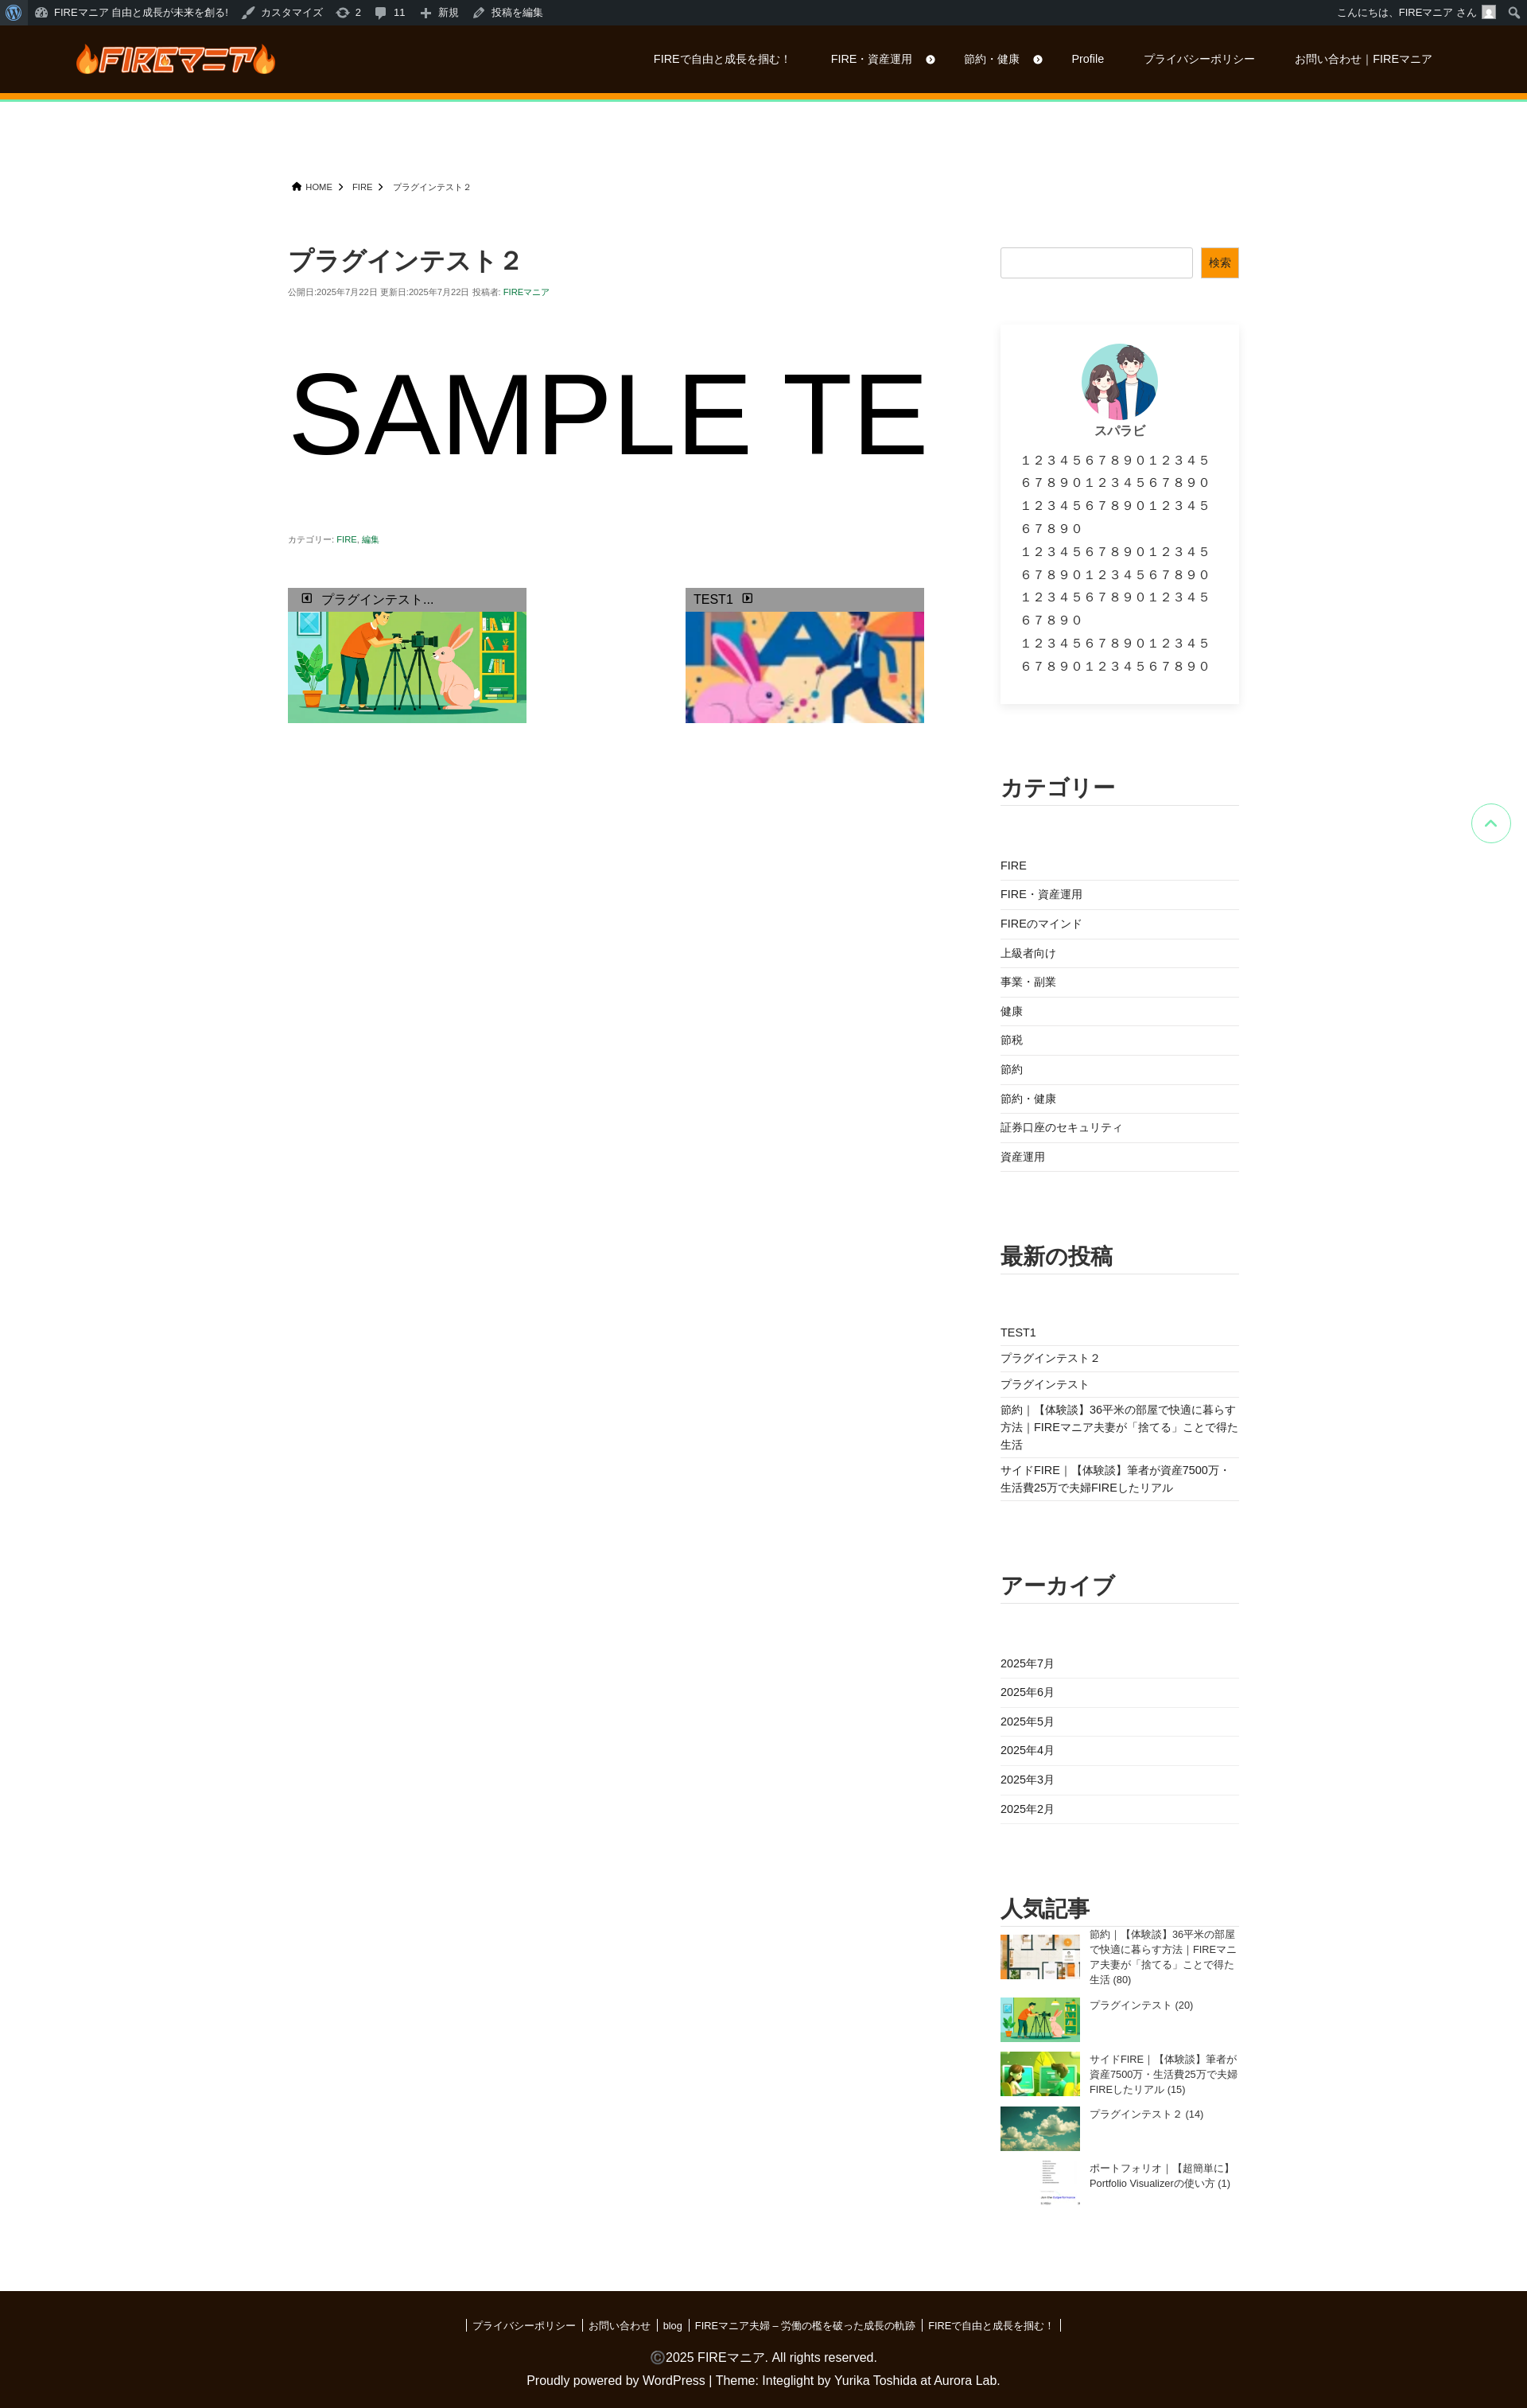 FIREマニア 自由と成長が未来を創る! カスタマイズ 2 11 新規 投稿を編集 こんにちは、FIREマニア さん
FIREマニア
FIREで自由と成長を掴む！ FIRE・資産運用 節約・健康 Profile プライバシーポリシー お問い合わせ｜FIREマニア
HOME FIRE プラグインテスト２
プラグインテスト２
公開日:2025年7月22日 更新日:2025年7月22日 投稿者: FIREマニア
SAMPLE TE
カテゴリー: FIRE, 編集
プラグインテスト...
TEST1
検索
スパラビ
１２３４５６７８９０１２３４５
６７８９０１２３４５６７８９０
１２３４５６７８９０１２３４５
６７８９０
１２３４５６７８９０１２３４５
６７８９０１２３４５６７８９０
１２３４５６７８９０１２３４５
６７８９０
１２３４５６７８９０１２３４５
６７８９０１２３４５６７８９０
カテゴリー
FIRE
FIRE・資産運用
FIREのマインド
上級者向け
事業・副業
健康
節税
節約
節約・健康
証券口座のセキュリティ
資産運用
最新の投稿
TEST1
プラグインテスト２
プラグインテスト
節約｜【体験談】36平米の部屋で快適に暮らす
方法｜FIREマニア夫妻が「捨てる」ことで得た
生活
サイドFIRE｜【体験談】筆者が資産7500万・
生活費25万で夫婦FIREしたリアル
アーカイブ
2025年7月
2025年6月
2025年5月
2025年4月
2025年3月
2025年2月
人気記事
節約｜【体験談】36平米の部屋
で快適に暮らす方法｜FIREマニ
ア夫妻が「捨てる」ことで得た
生活 (80)
プラグインテスト (20)
サイドFIRE｜【体験談】筆者が
資産7500万・生活費25万で夫婦
FIREしたリアル (15)
プラグインテスト２ (14)
ポートフォリオ｜【超簡単に】
Portfolio Visualizerの使い方 (1)
プライバシーポリシー お問い合わせ blog FIREマニア夫婦 – 労働の檻を破った成長の軌跡 FIREで自由と成長を掴む！
©2025 FIREマニア. All rights reserved.
Proudly powered by WordPress | Theme: Integlight by Yurika Toshida at Aurora Lab.